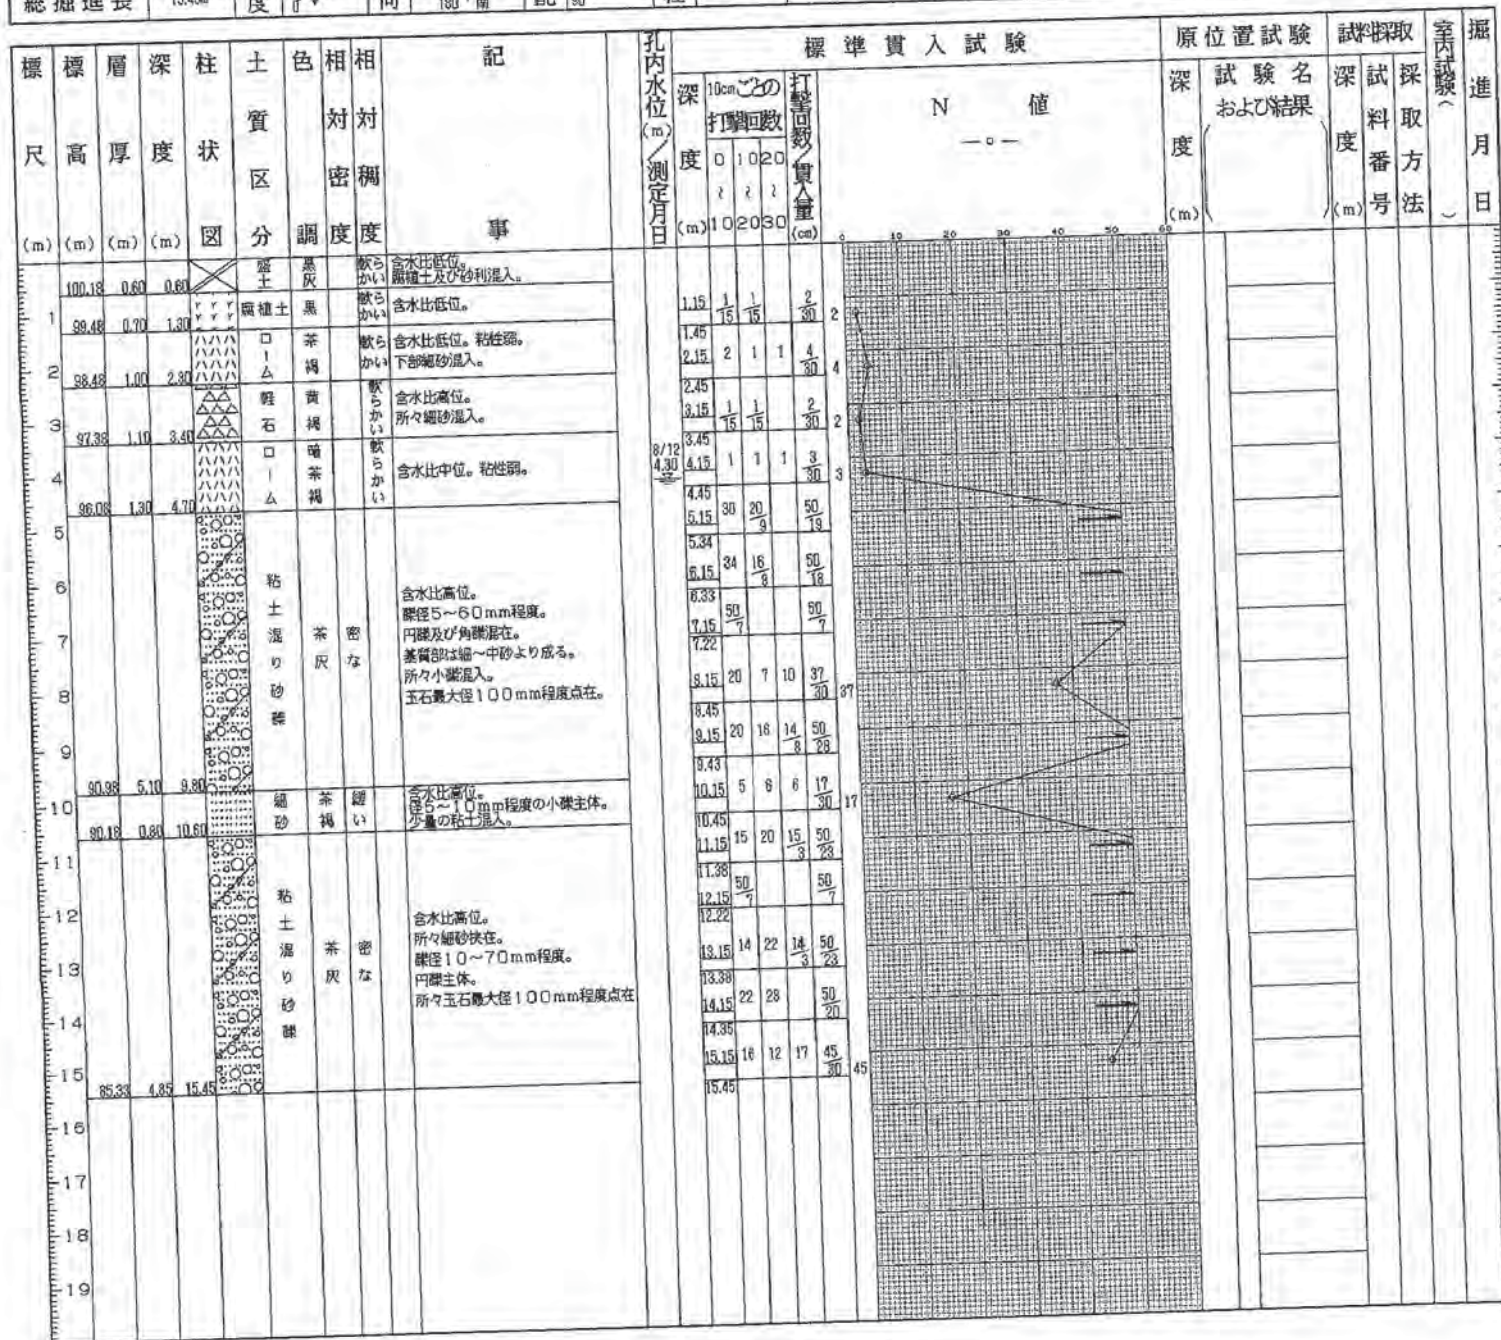 総掘進長 15.45m 度 向 180° 南 配 90°
標尺(m) 標高(m) 層厚(m) 深度(m) 柱状図 土質区分 色調 相対密度 相対稠度 記事 孔内水位(m)/測定月日 標準貫入試験 原位置試験 試料採取 室内試験() 掘進月日
深度(m) 10cmごとの打撃回数 打撃回数/貫入量(cm) N値 深度(m) 試験名および結果 深度(m) 試料番号 採取方法
0~10 10~20 20~30
—o—
0 10 20 30 40 50 60
100.18 0.60 0.60 盛土 黒灰 軟らかい 含水比低位。
腐植土及び砂利混入。
1 99.48 0.70 1.30 腐植土 黒 軟らかい 含水比低位。
1.15 1/15 1/15 2/30 2
1.45
2 98.48 1.00 2.30 ローム 茶褐 軟らかい 含水比低位。粘性弱。
下部細砂混入。
2.15 2 1 1 4/30 4
2.45
3 97.38 1.10 3.40 軽石 黄褐 軟らかい 含水比高位。
所々細砂混入。
3.15 1/15 1/15 2/30 2
3.45
4 96.08 1.30 4.70 ローム 暗茶褐 軟らかい 含水比中位。粘性弱。
8/12 4.30
4.15 1 1 1 3/30 3
4.45
5 5.15 30 20/9 50/19
5.34
6 6.15 34 16/8 50/18
6.33
7 7.15 50/7 50/7
7.22
8 8.15 20 7 10 37/30 37
8.45
9 9.15 20 16 14/8 50/28
9.43
90.98 5.10 9.80 粘土混り砂礫 茶灰 密な 含水比高位。
礫径5~60mm程度。
円礫及び角礫混在。
基質部は細~中砂より成る。
所々小礫混入。
玉石最大径100mm程度点在。
10 90.18 0.80 10.60 細砂 茶褐 緩い 含水比高位。
径5~10mm程度の小礫主体。
少量の粘土混入。
10.15 5 6 6 17/30 17
10.45
11 11.15 15 20 15/3 50/23
11.38
12 12.15 50/7 50/7
12.22
13 13.15 14 22 14/3 50/23
13.38
14 14.15 22 28 50/20
14.35
15 15.15 16 12 17 45/30 45
15.45
85.33 4.85 15.45 粘土混り砂礫 茶灰 密な 含水比高位。
所々細砂挟在。
礫径10~70mm程度。
円礫主体。
所々玉石最大径100mm程度点在
16
17
18
19